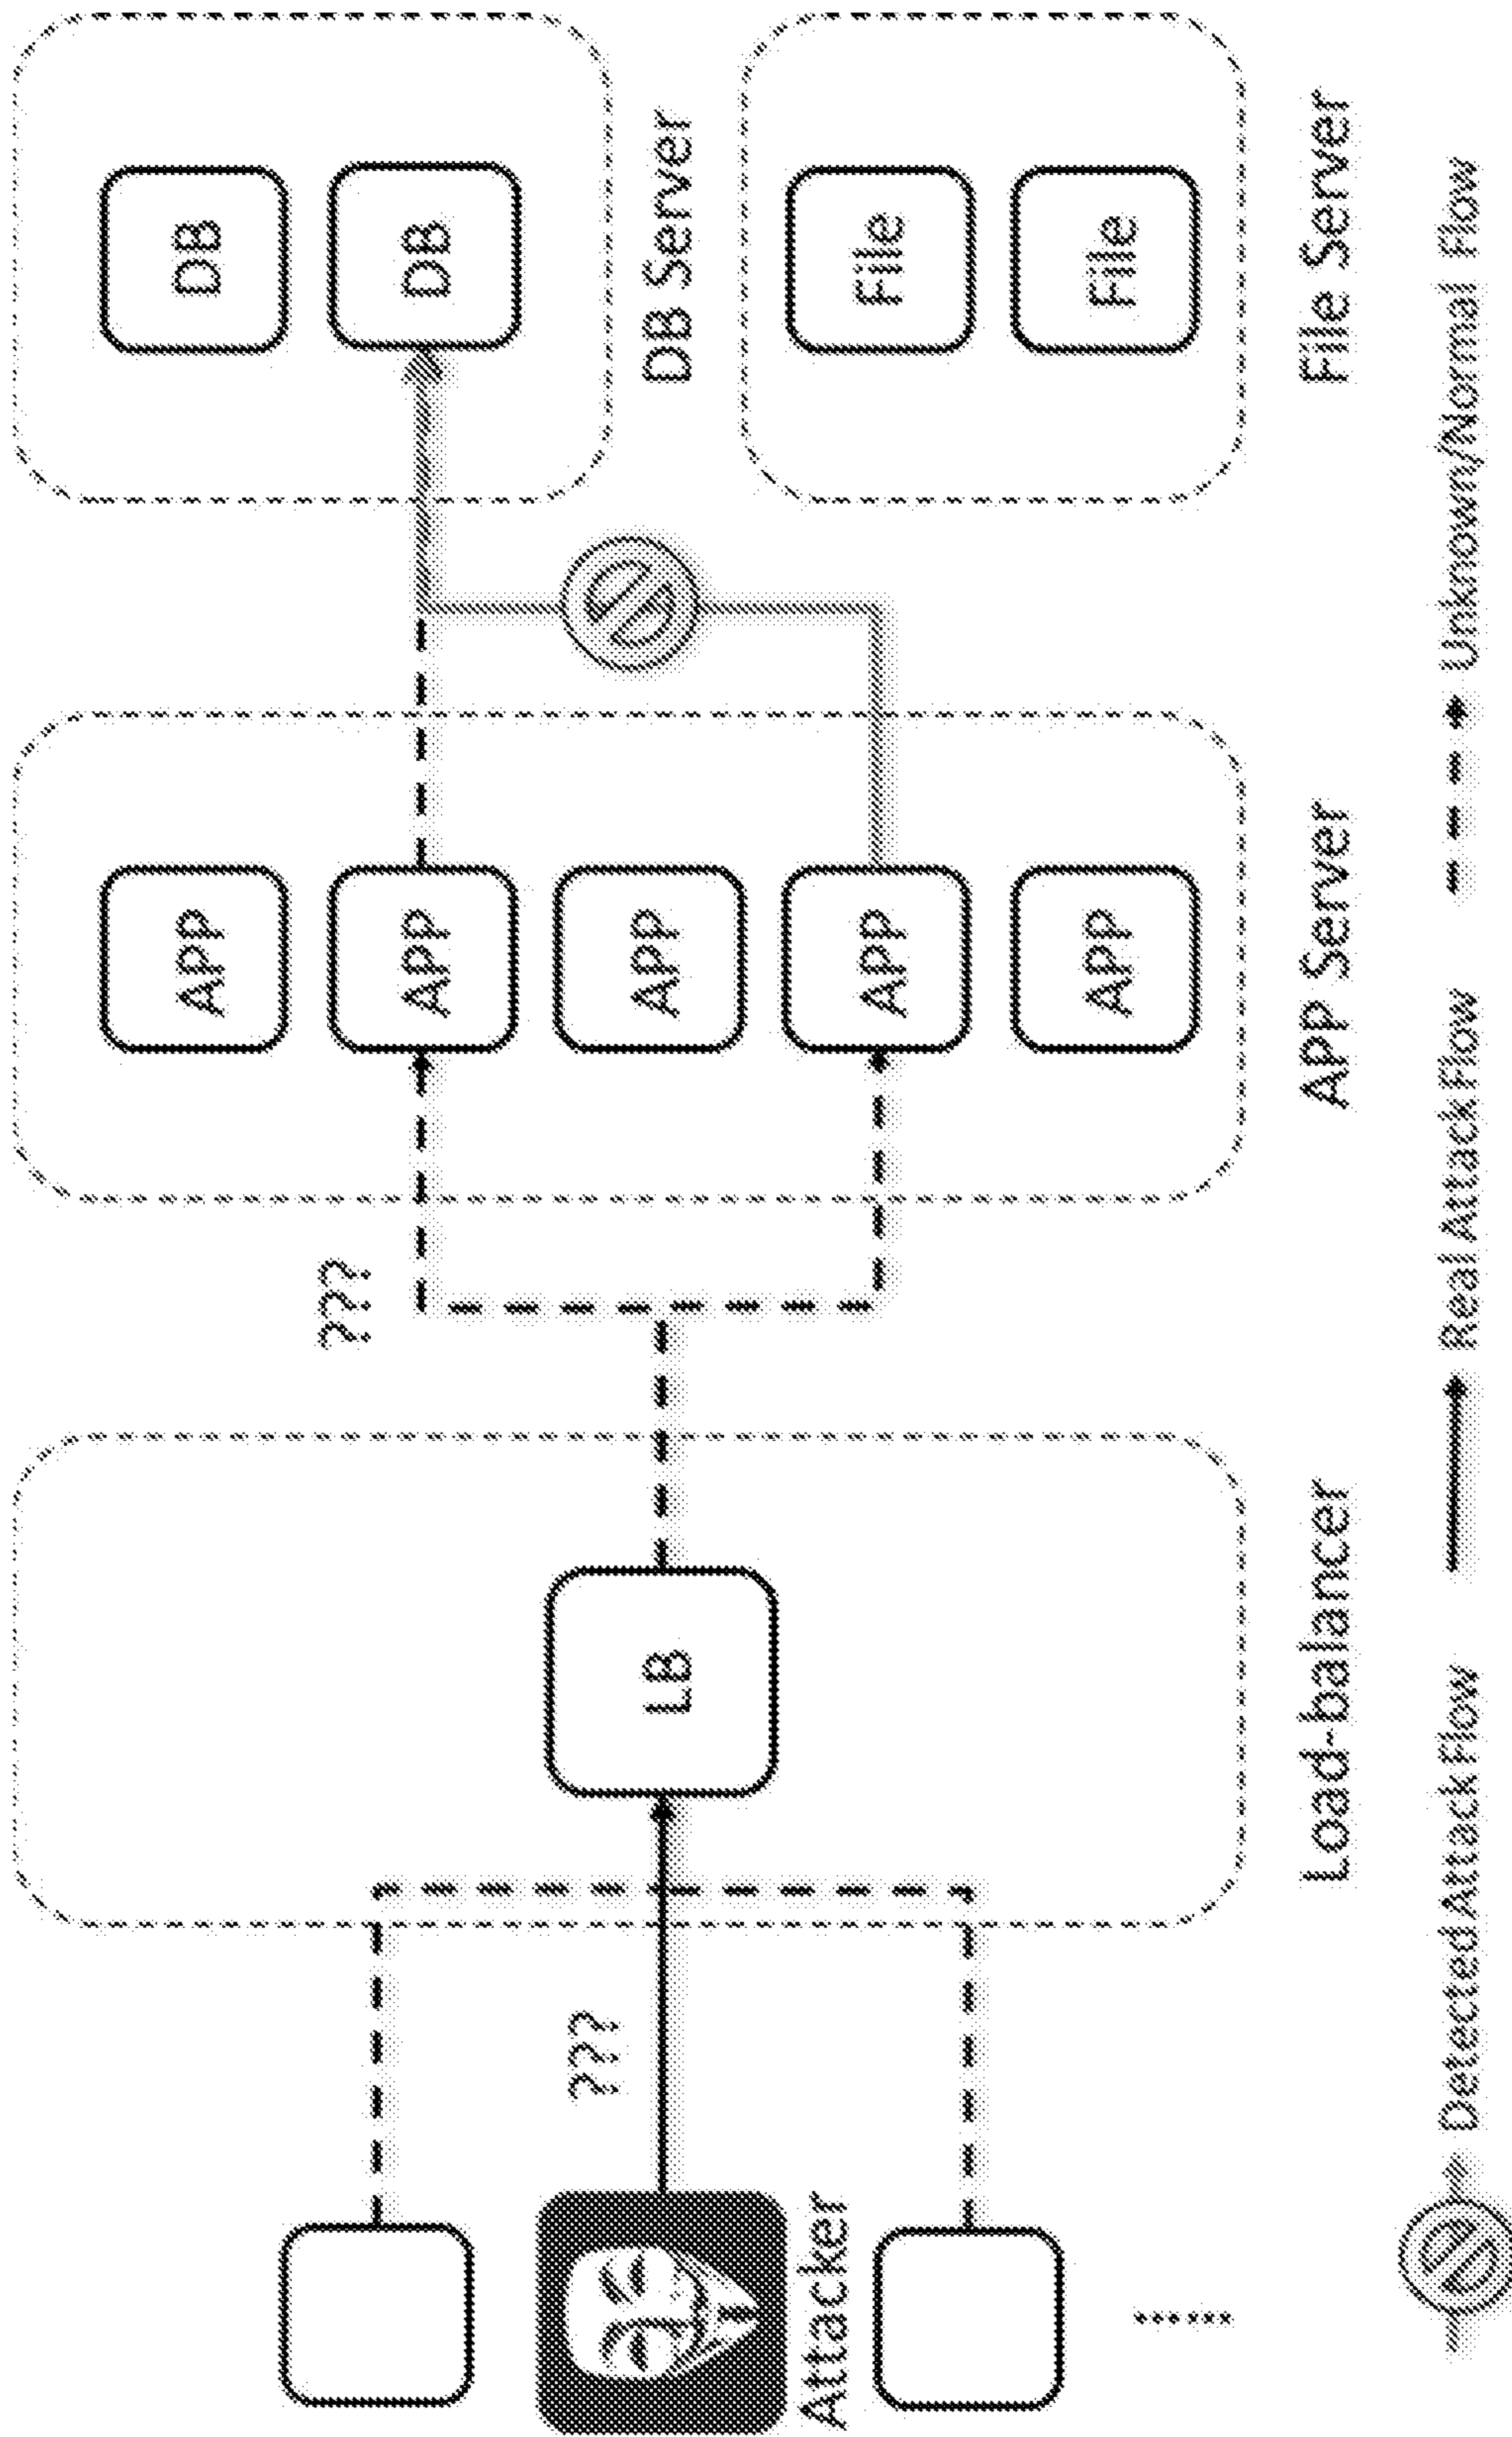 ???
???
Attacker
LB
Load-balancer
APP
APP
APP
APP
APP
APP Server
DB
DB
DB Server
File
File
File Server
Detected Attack Flow
Real Attack Flow
Unknown/Normal Flow